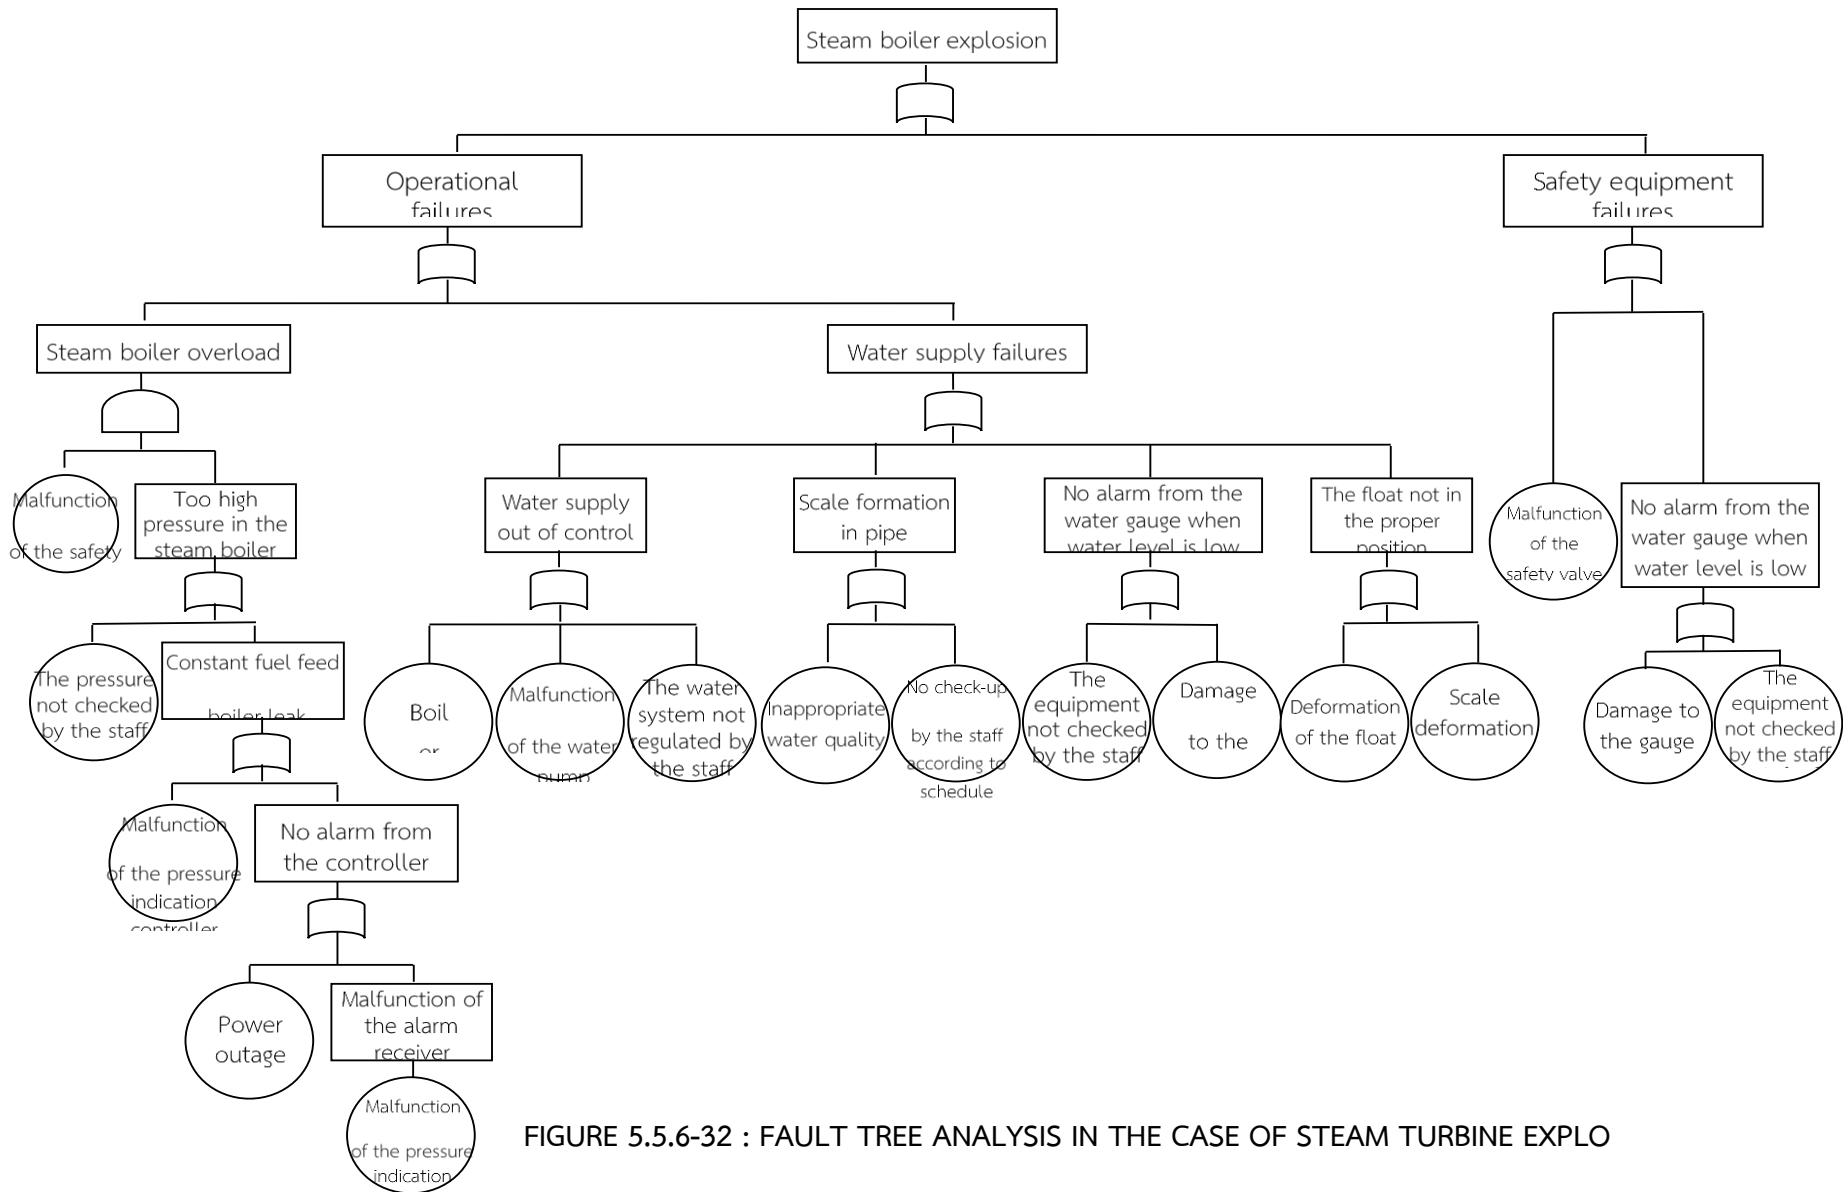 Steam boiler explosion
Operational
failures
Safety equipment
failures
Steam boiler overload
Water supply failures
Malfunction
of the safety
Too high
pressure in the
steam boiler
Water supply
out of control
Scale formation
in pipe
No alarm from the
water gauge when
water level is low
The float not in
the proper
position
Malfunction
of the
safety valve
No alarm from the
water gauge when
water level is low
The pressure
not checked
by the staff
Constant fuel feed
boiler leak
Boil
or
Malfunction
of the water
pump
The water
system not
regulated by
the staff
Inappropriate
water quality
No check-up
by the staff
according to
schedule
The
equipment
not checked
by the staff
Damage
to the
Deformation
of the float
Scale
deformation
Damage to
the gauge
The
equipment
not checked
by the staff
Malfunction
of the pressure
indication
controller
No alarm from
the controller
Power
outage
Malfunction of
the alarm
receiver
Malfunction
of the pressure
indication
FIGURE 5.5.6-32 : FAULT TREE ANALYSIS IN THE CASE OF STEAM TURBINE EXPLO